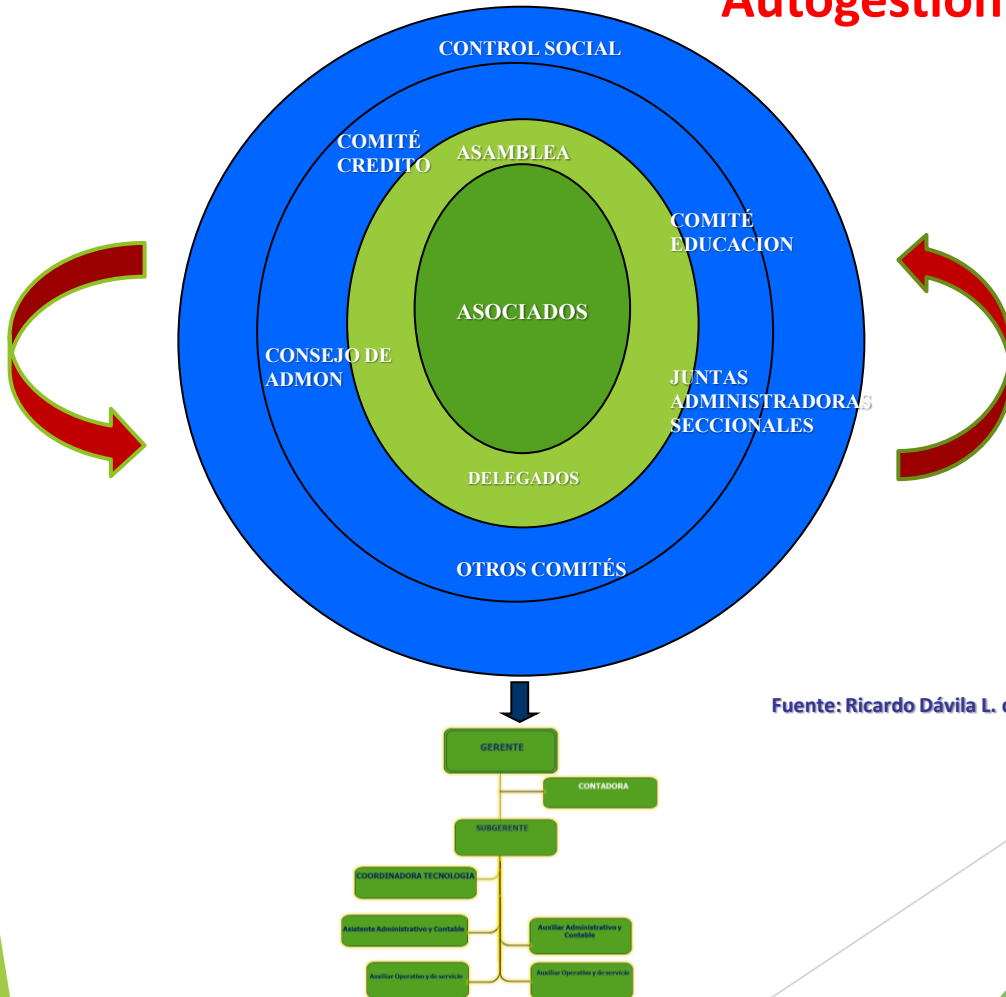 Autogestión
CONTROL SOCIAL
COMITÉ
CREDITO
ASAMBLEA
COMITÉ
EDUCACION
ASOCIADOS
CONSEJO DE
ADMON
JUNTAS
ADMINISTRADORAS
SECCIONALES
DELEGADOS
OTROS COMITÉS
Fuente: Ricardo Dávila L. d
GERENTE
CONTADORA
SUBGERENTE
COORDINADORA TECNOLOGIA
Asistente Administrativo y Contable
Auxiliar Administrativo y
Contable
Auxiliar Operativo y de servicio
Auxiliar Operativo y de servicio